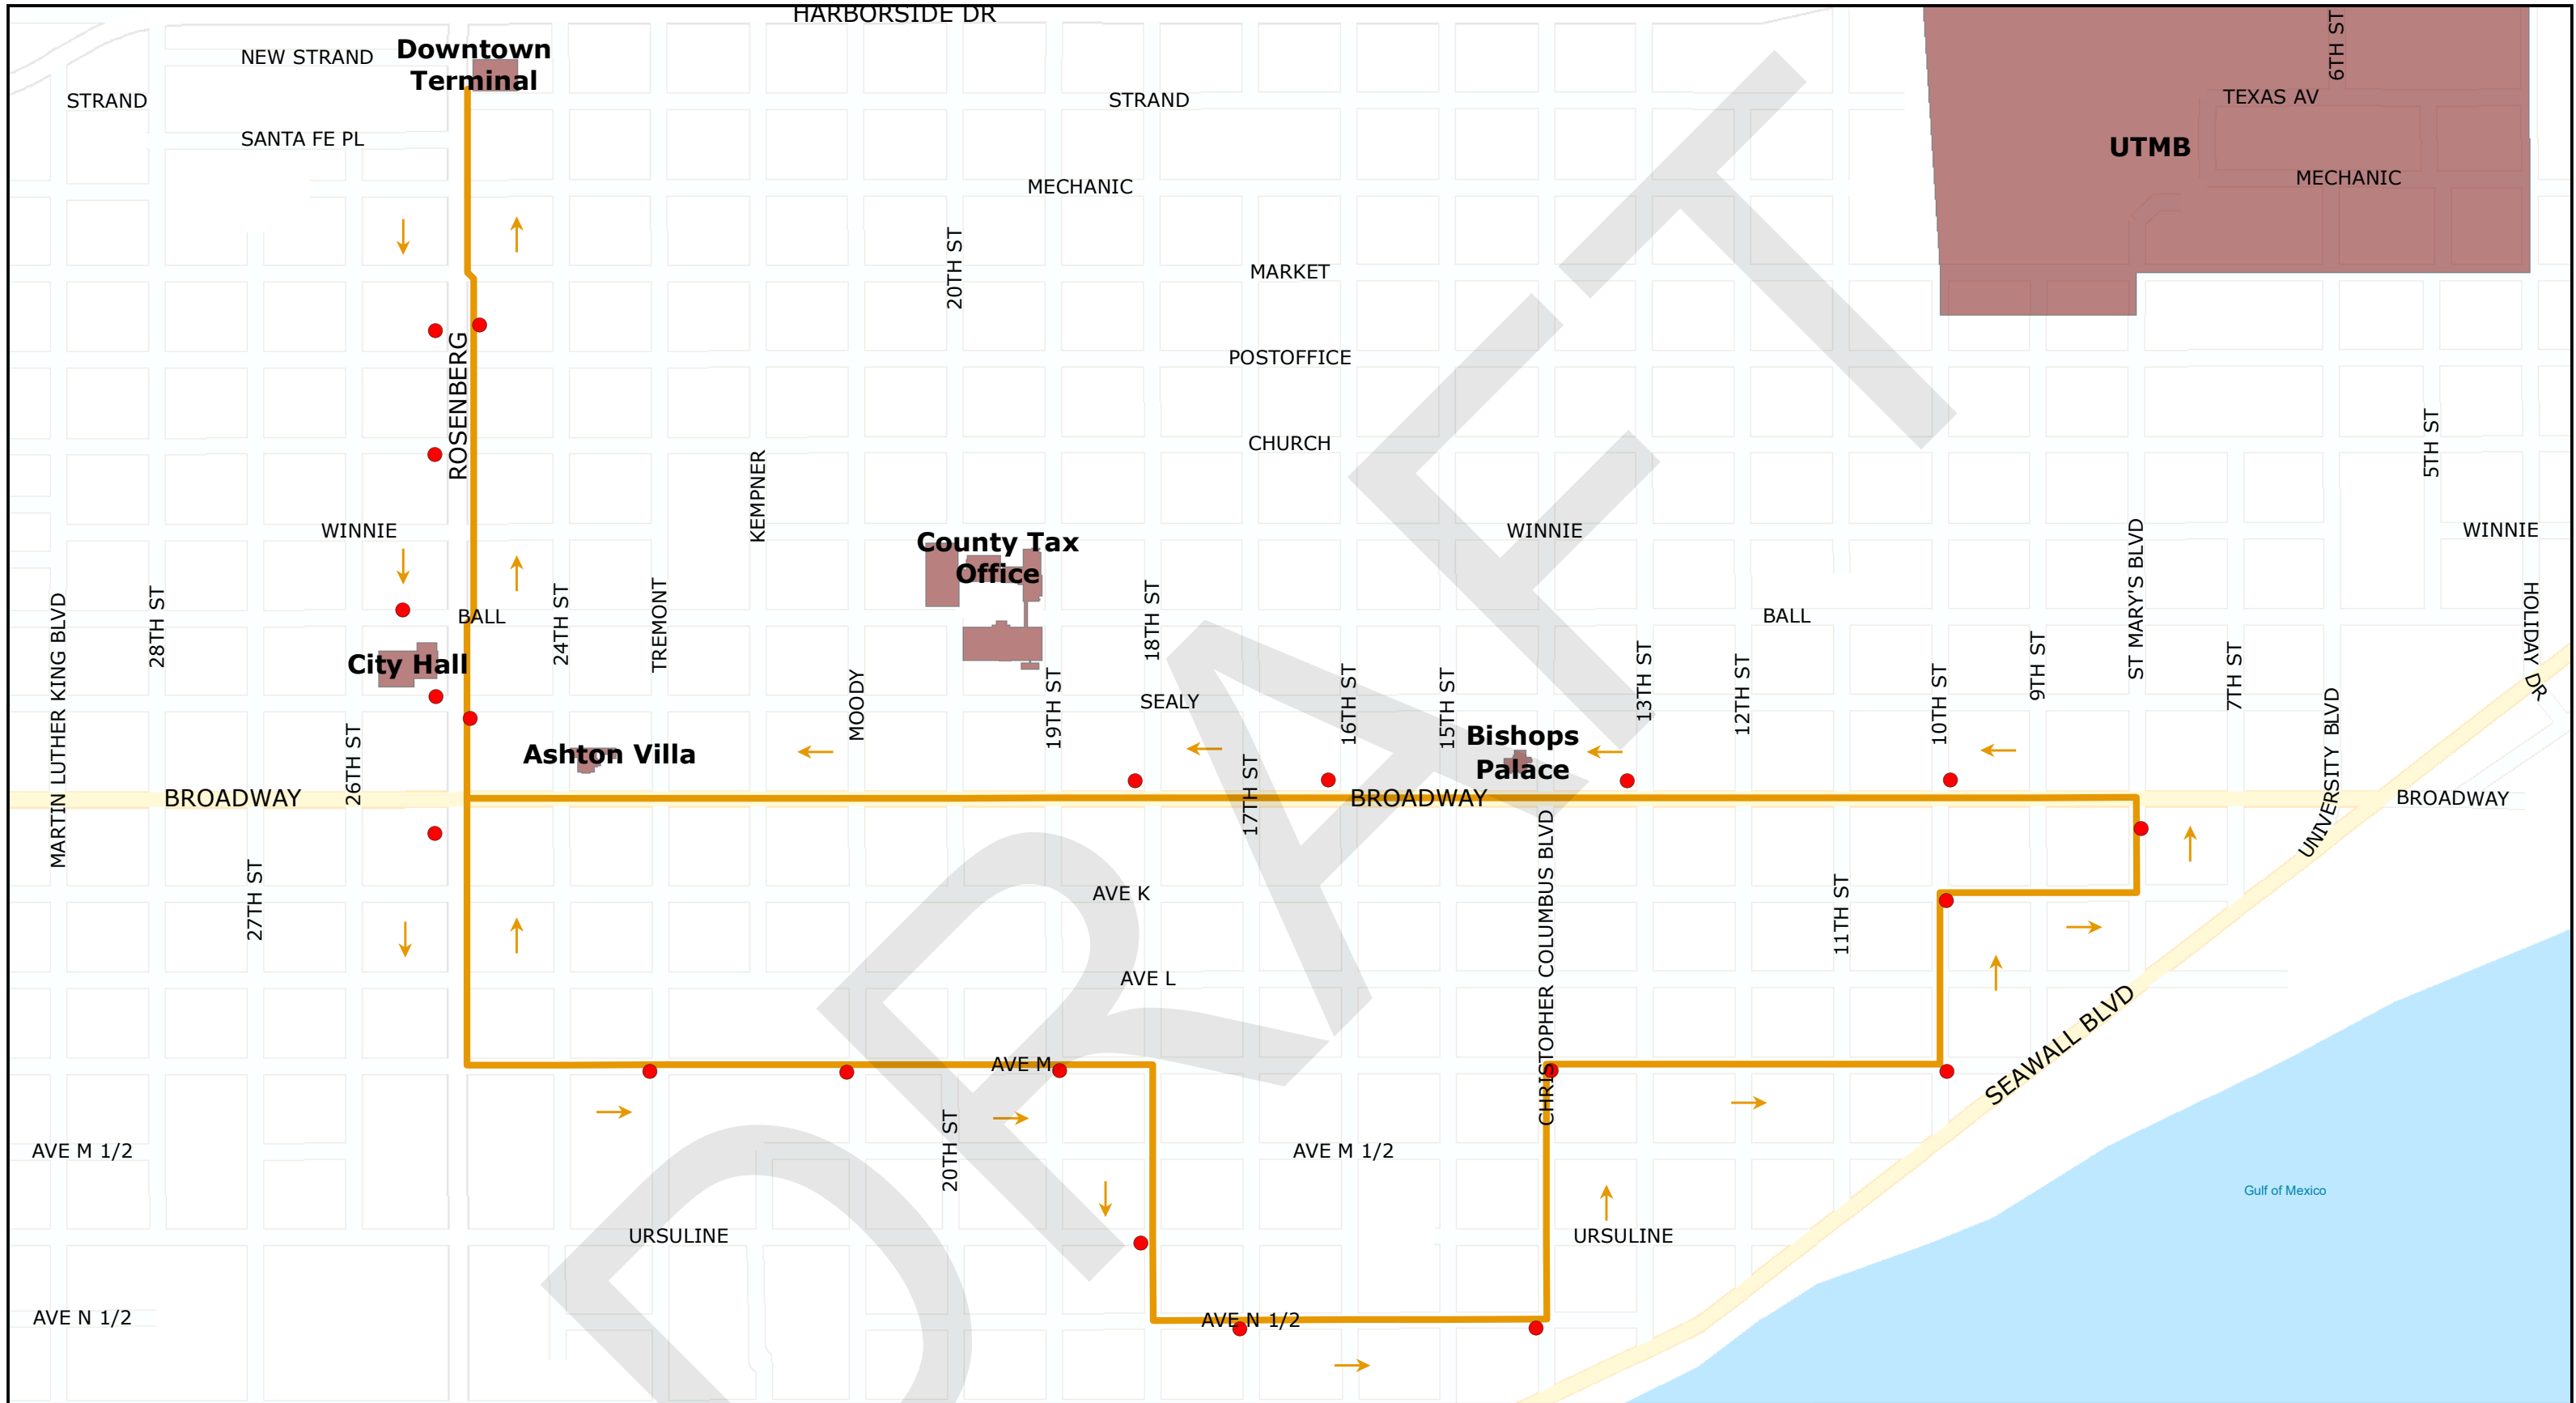 HARBORSIDE DR
6TH ST
Downtown
Terminal
NEW STRAND
STRAND
STRAND
TEXAS AV
SANTA FE PL
UTMB
MECHANIC
MECHANIC
20TH ST
MARKET
POSTOFFICE
ROSENBERG
CHURCH
5TH ST
KEMPNER
WINNIE
WINNIE
WINNIE
County Tax
Office
ST MARY'S BLVD
MARTIN LUTHER KING BLVD
28TH ST
BALL
24TH ST
TREMONT
18TH ST
BALL
HOLIDAY DR
City Hall
MOODY
19TH ST
SEALY
16TH ST
15TH ST
13TH ST
12TH ST
10TH ST
9TH ST
7TH ST
26TH ST
Ashton Villa
17TH ST
Bishops
Palace
UNIVERSITY BLVD
BROADWAY
BROADWAY
BROADWAY
27TH ST
AVE K
CHRISTOPHER COLUMBUS BLVD
11TH ST
AVE L
SEAWALL BLVD
AVE M
20TH ST
AVE M 1/2
AVE M 1/2
Gulf of Mexico
URSULINE
URSULINE
AVE N 1/2
AVE N 1/2
DRAFT